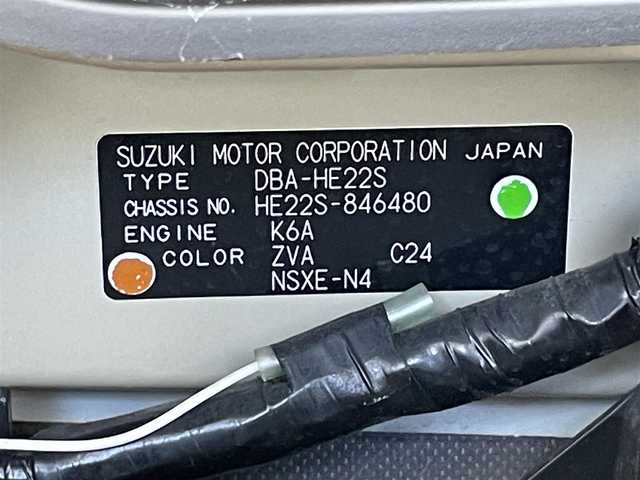 SUZUKI MOTOR CORPORATION JAPAN
TYPE DBA-HE22S
CHASSIS NO. HE22S-846480
ENGINE K6A
COLOR ZVA C24
NSXE-N4